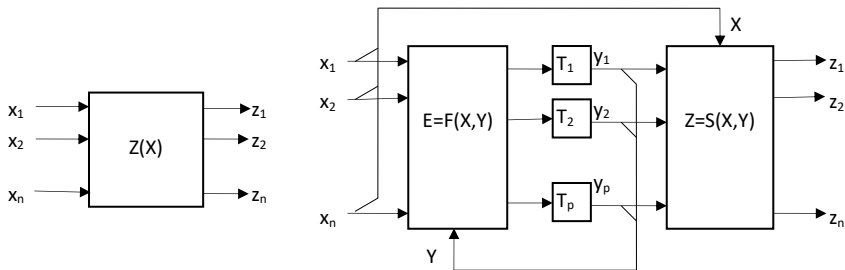 x₁
x₂
xₙ
Z(X)
z₁
z₂
zₙ
x₁
x₂
xₙ
E=F(X,Y)
Y
T₁
T₂
Tₚ
y₁
y₂
yₚ
X
Z=S(X,Y)
z₁
z₂
zₙ